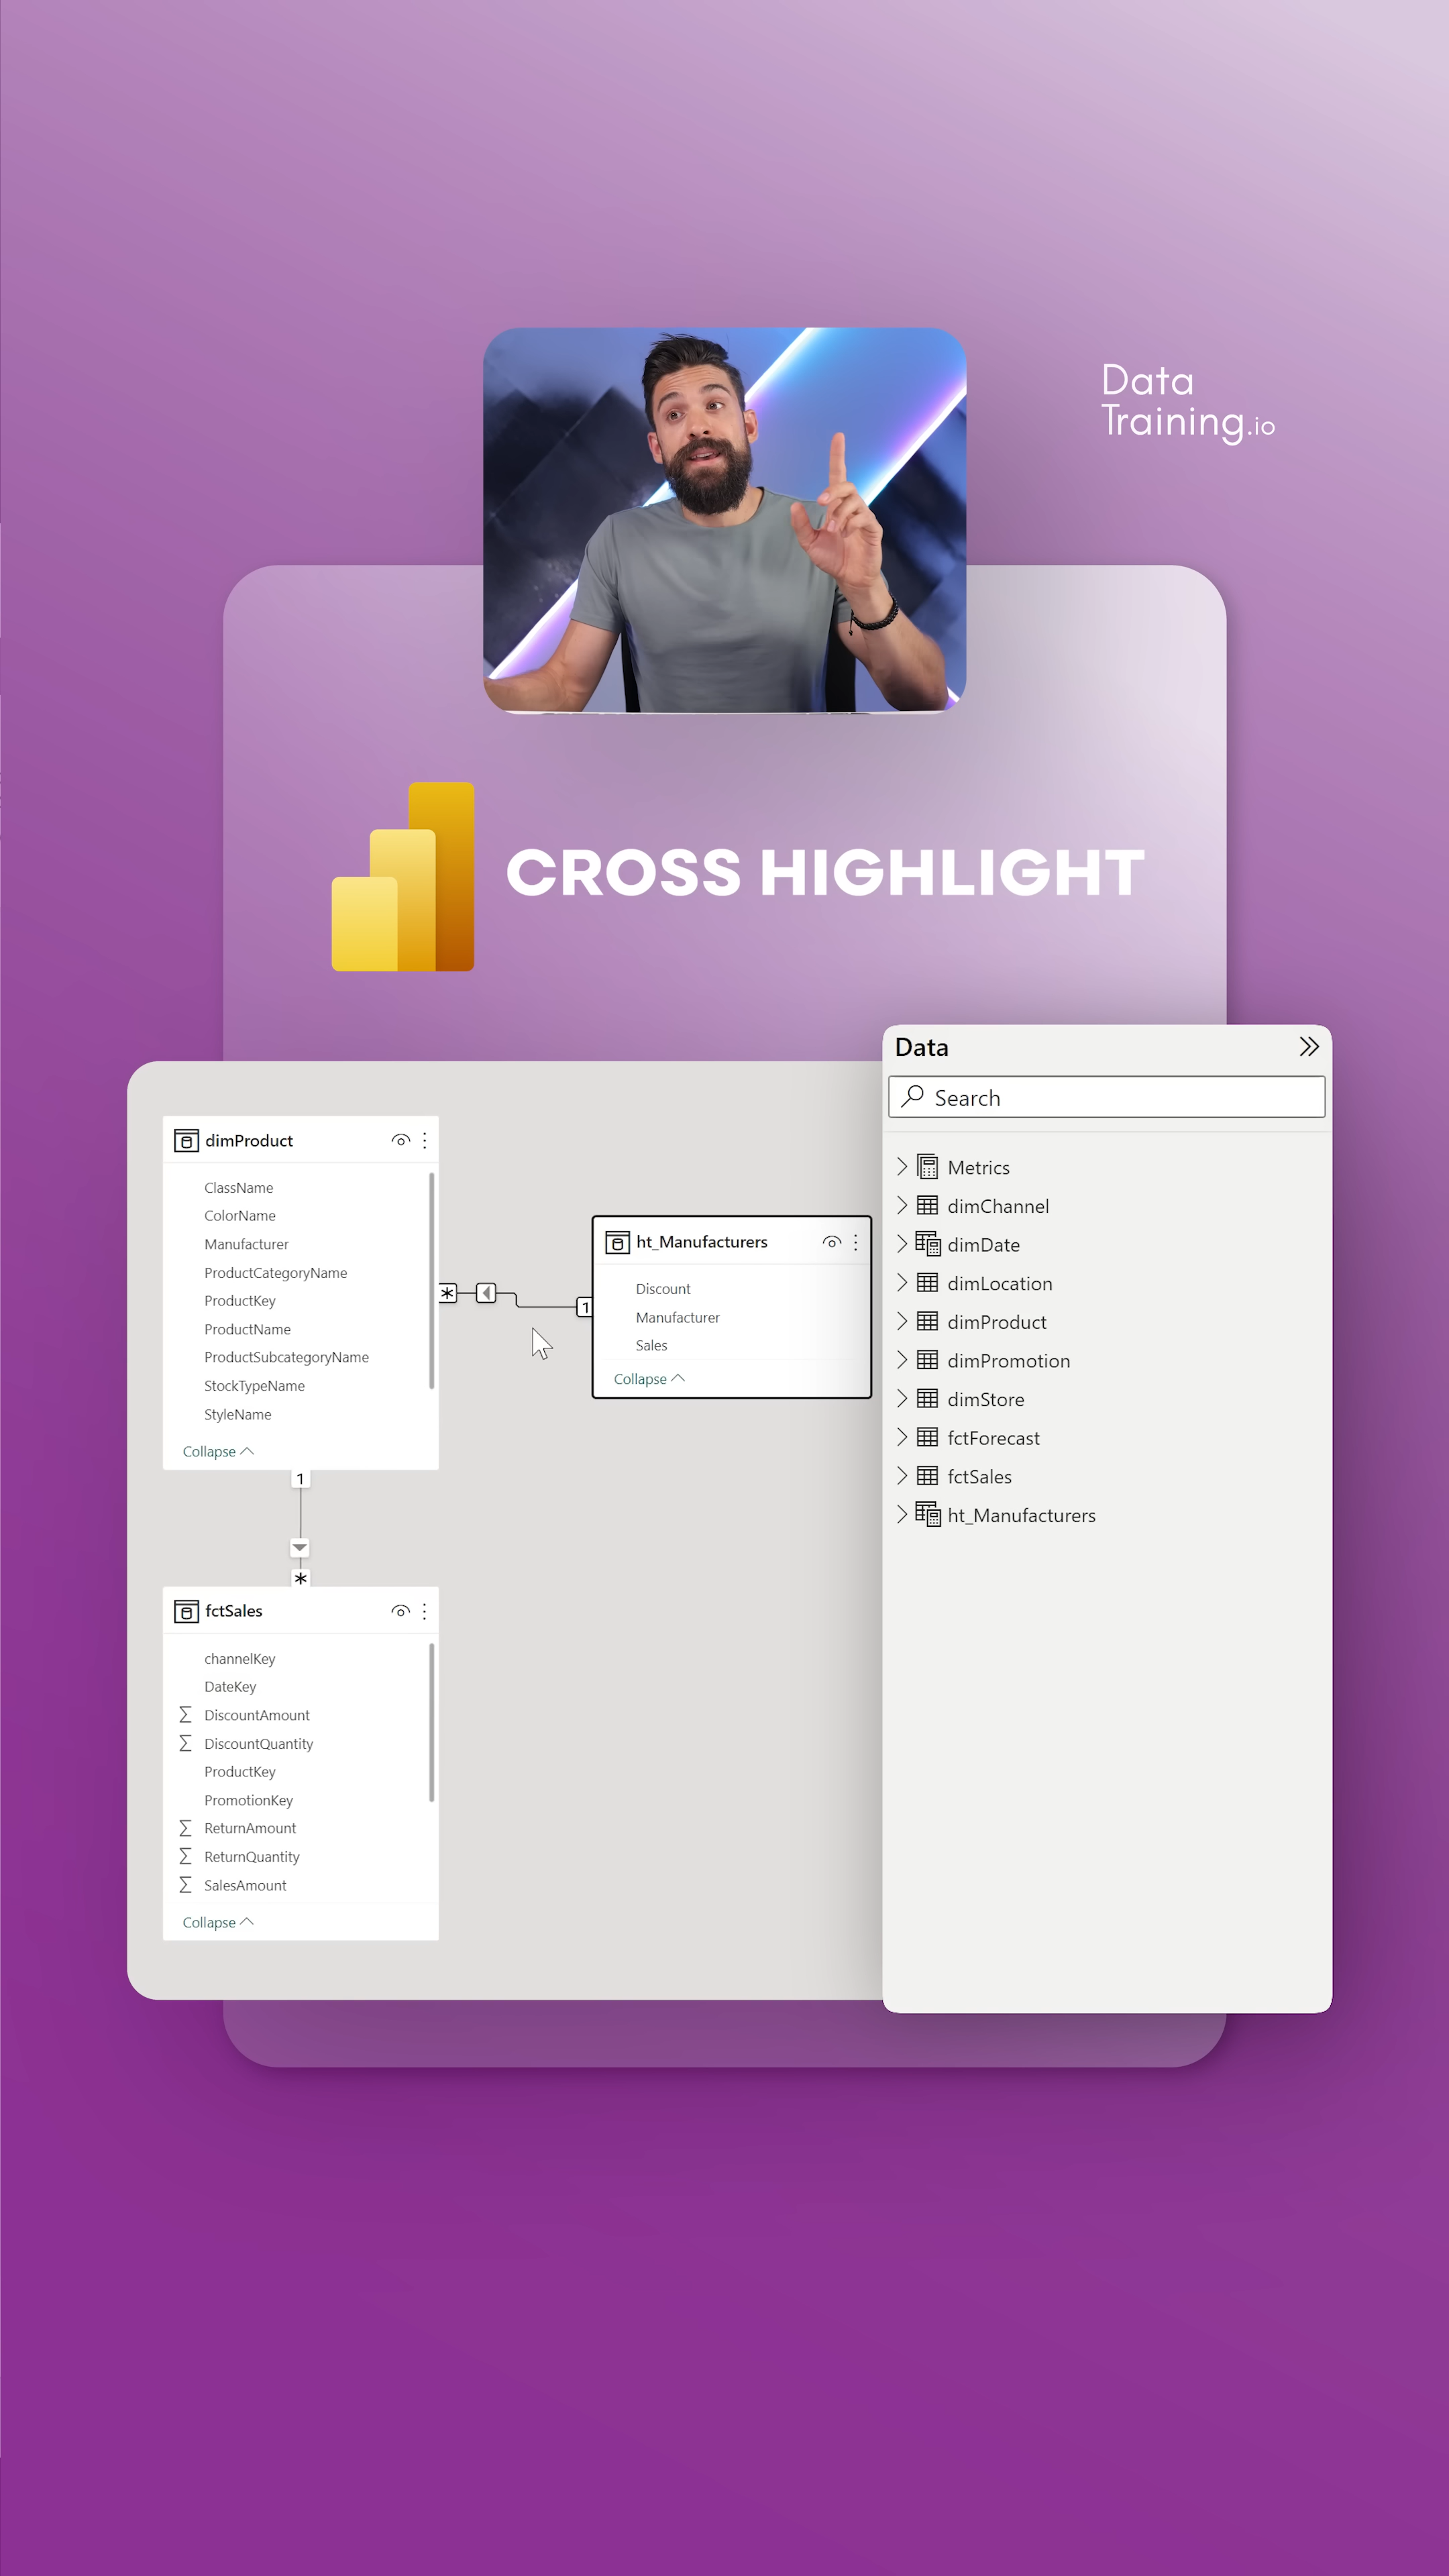 Data
Training.io
CROSS HIGHLIGHT
dimProduct
ClassName
ColorName
Manufacturer
ProductCategoryName
ProductKey
ProductName
ProductSubcategoryName
StockTypeName
StyleName
Collapse
1
*
*
1
ht_Manufacturers
Discount
Manufacturer
Sales
Collapse
fctSales
channelKey
DateKey
DiscountAmount
DiscountQuantity
ProductKey
PromotionKey
ReturnAmount
ReturnQuantity
SalesAmount
Collapse
Data
Search
Metrics
dimChannel
dimDate
dimLocation
dimProduct
dimPromotion
dimStore
fctForecast
fctSales
ht_Manufacturers